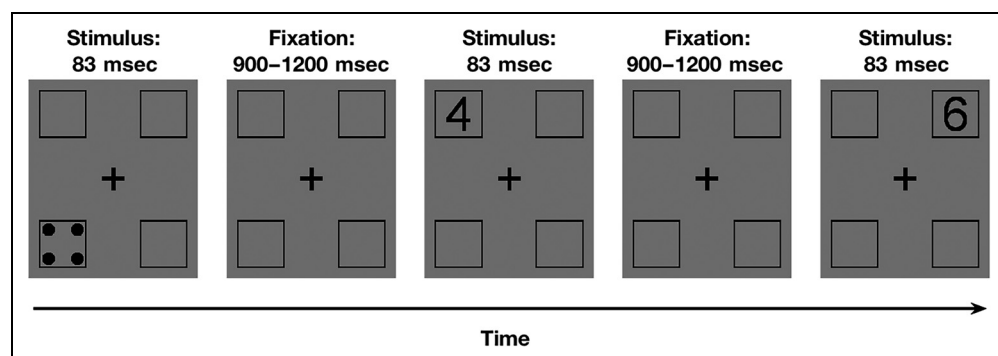 Stimulus:
83 msec
Fixation:
900–1200 msec
Stimulus:
83 msec
Fixation:
900–1200 msec
Stimulus:
83 msec
4
6
Time